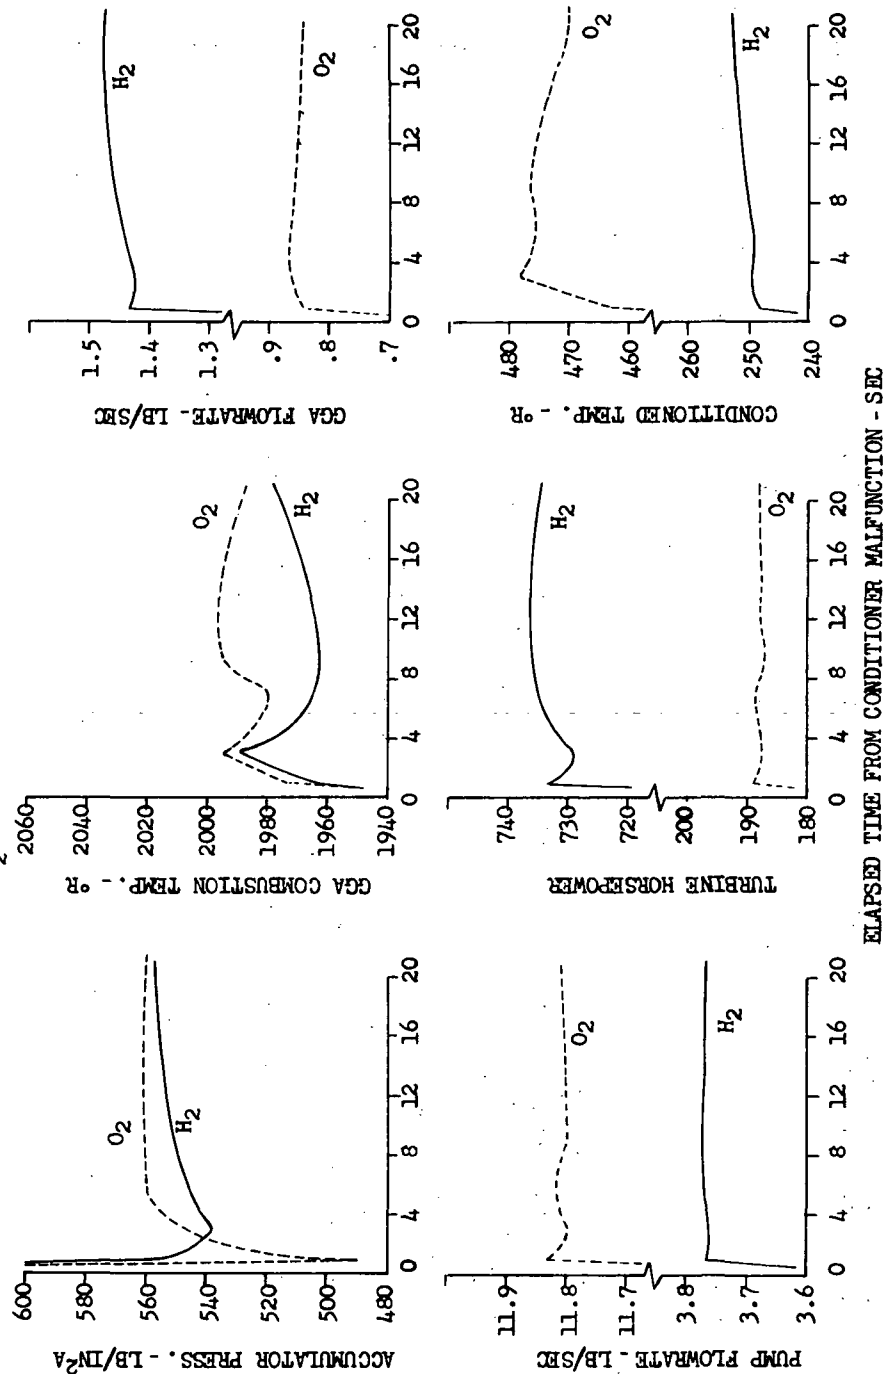 2
ACCUMULATOR PRESS. - LB/IN²A
600
580
560
540
520
500
480
O2
H2
0 4 8 12 16 20
GGA COMBUSTION TEMP. - °R
2060
2040
2020
2000
1980
1960
1940
O2
H2
0 4 8 12 16 20
GGA FLOWRATE - LB/SEC
1.5
1.4
1.3
.9
.8
.7
H2
O2
0 4 8 12 16 20
PUMP FLOWRATE - LB/SEC
11.9
11.8
11.7
3.8
3.7
3.6
O2
H2
0 4 8 12 16 20
TURBINE HORSEPOWER
740
730
720
200
190
180
H2
O2
0 4 8 12 16 20
CONDITIONED TEMP. - °R
480
470
460
260
250
240
O2
H2
0 4 8 12 16 20
ELAPSED TIME FROM CONDITIONER MALFUNCTION - SEC